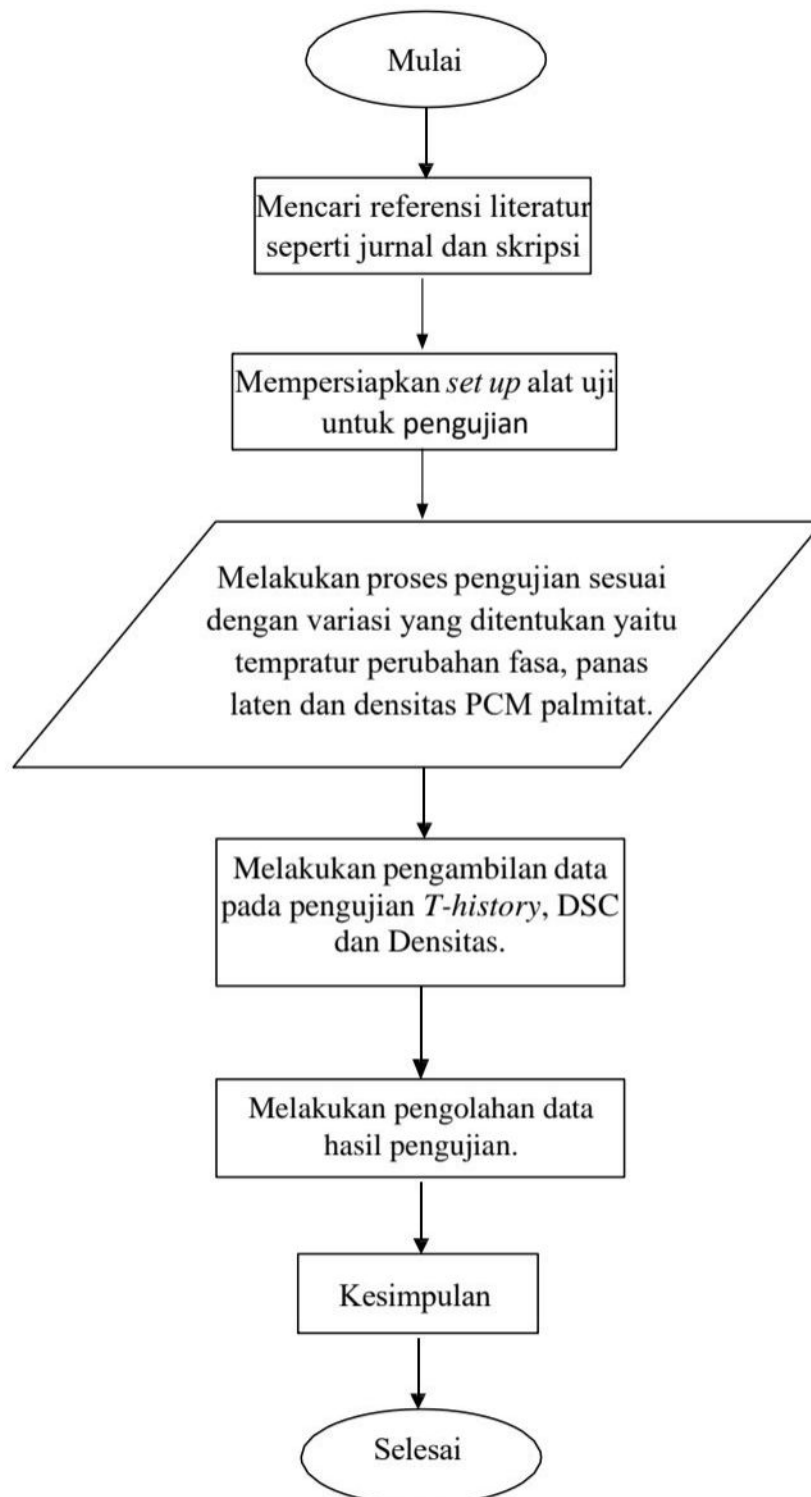 Mulai
Mencari referensi literatur
seperti jurnal dan skripsi
Mempersiapkan set up alat uji
untuk pengujian
Melakukan proses pengujian sesuai
dengan variasi yang ditentukan yaitu
tempratur perubahan fasa, panas
laten dan densitas PCM palmitat.
Melakukan pengambilan data
pada pengujian T-history, DSC
dan Densitas.
Melakukan pengolahan data
hasil pengujian.
Kesimpulan
Selesai